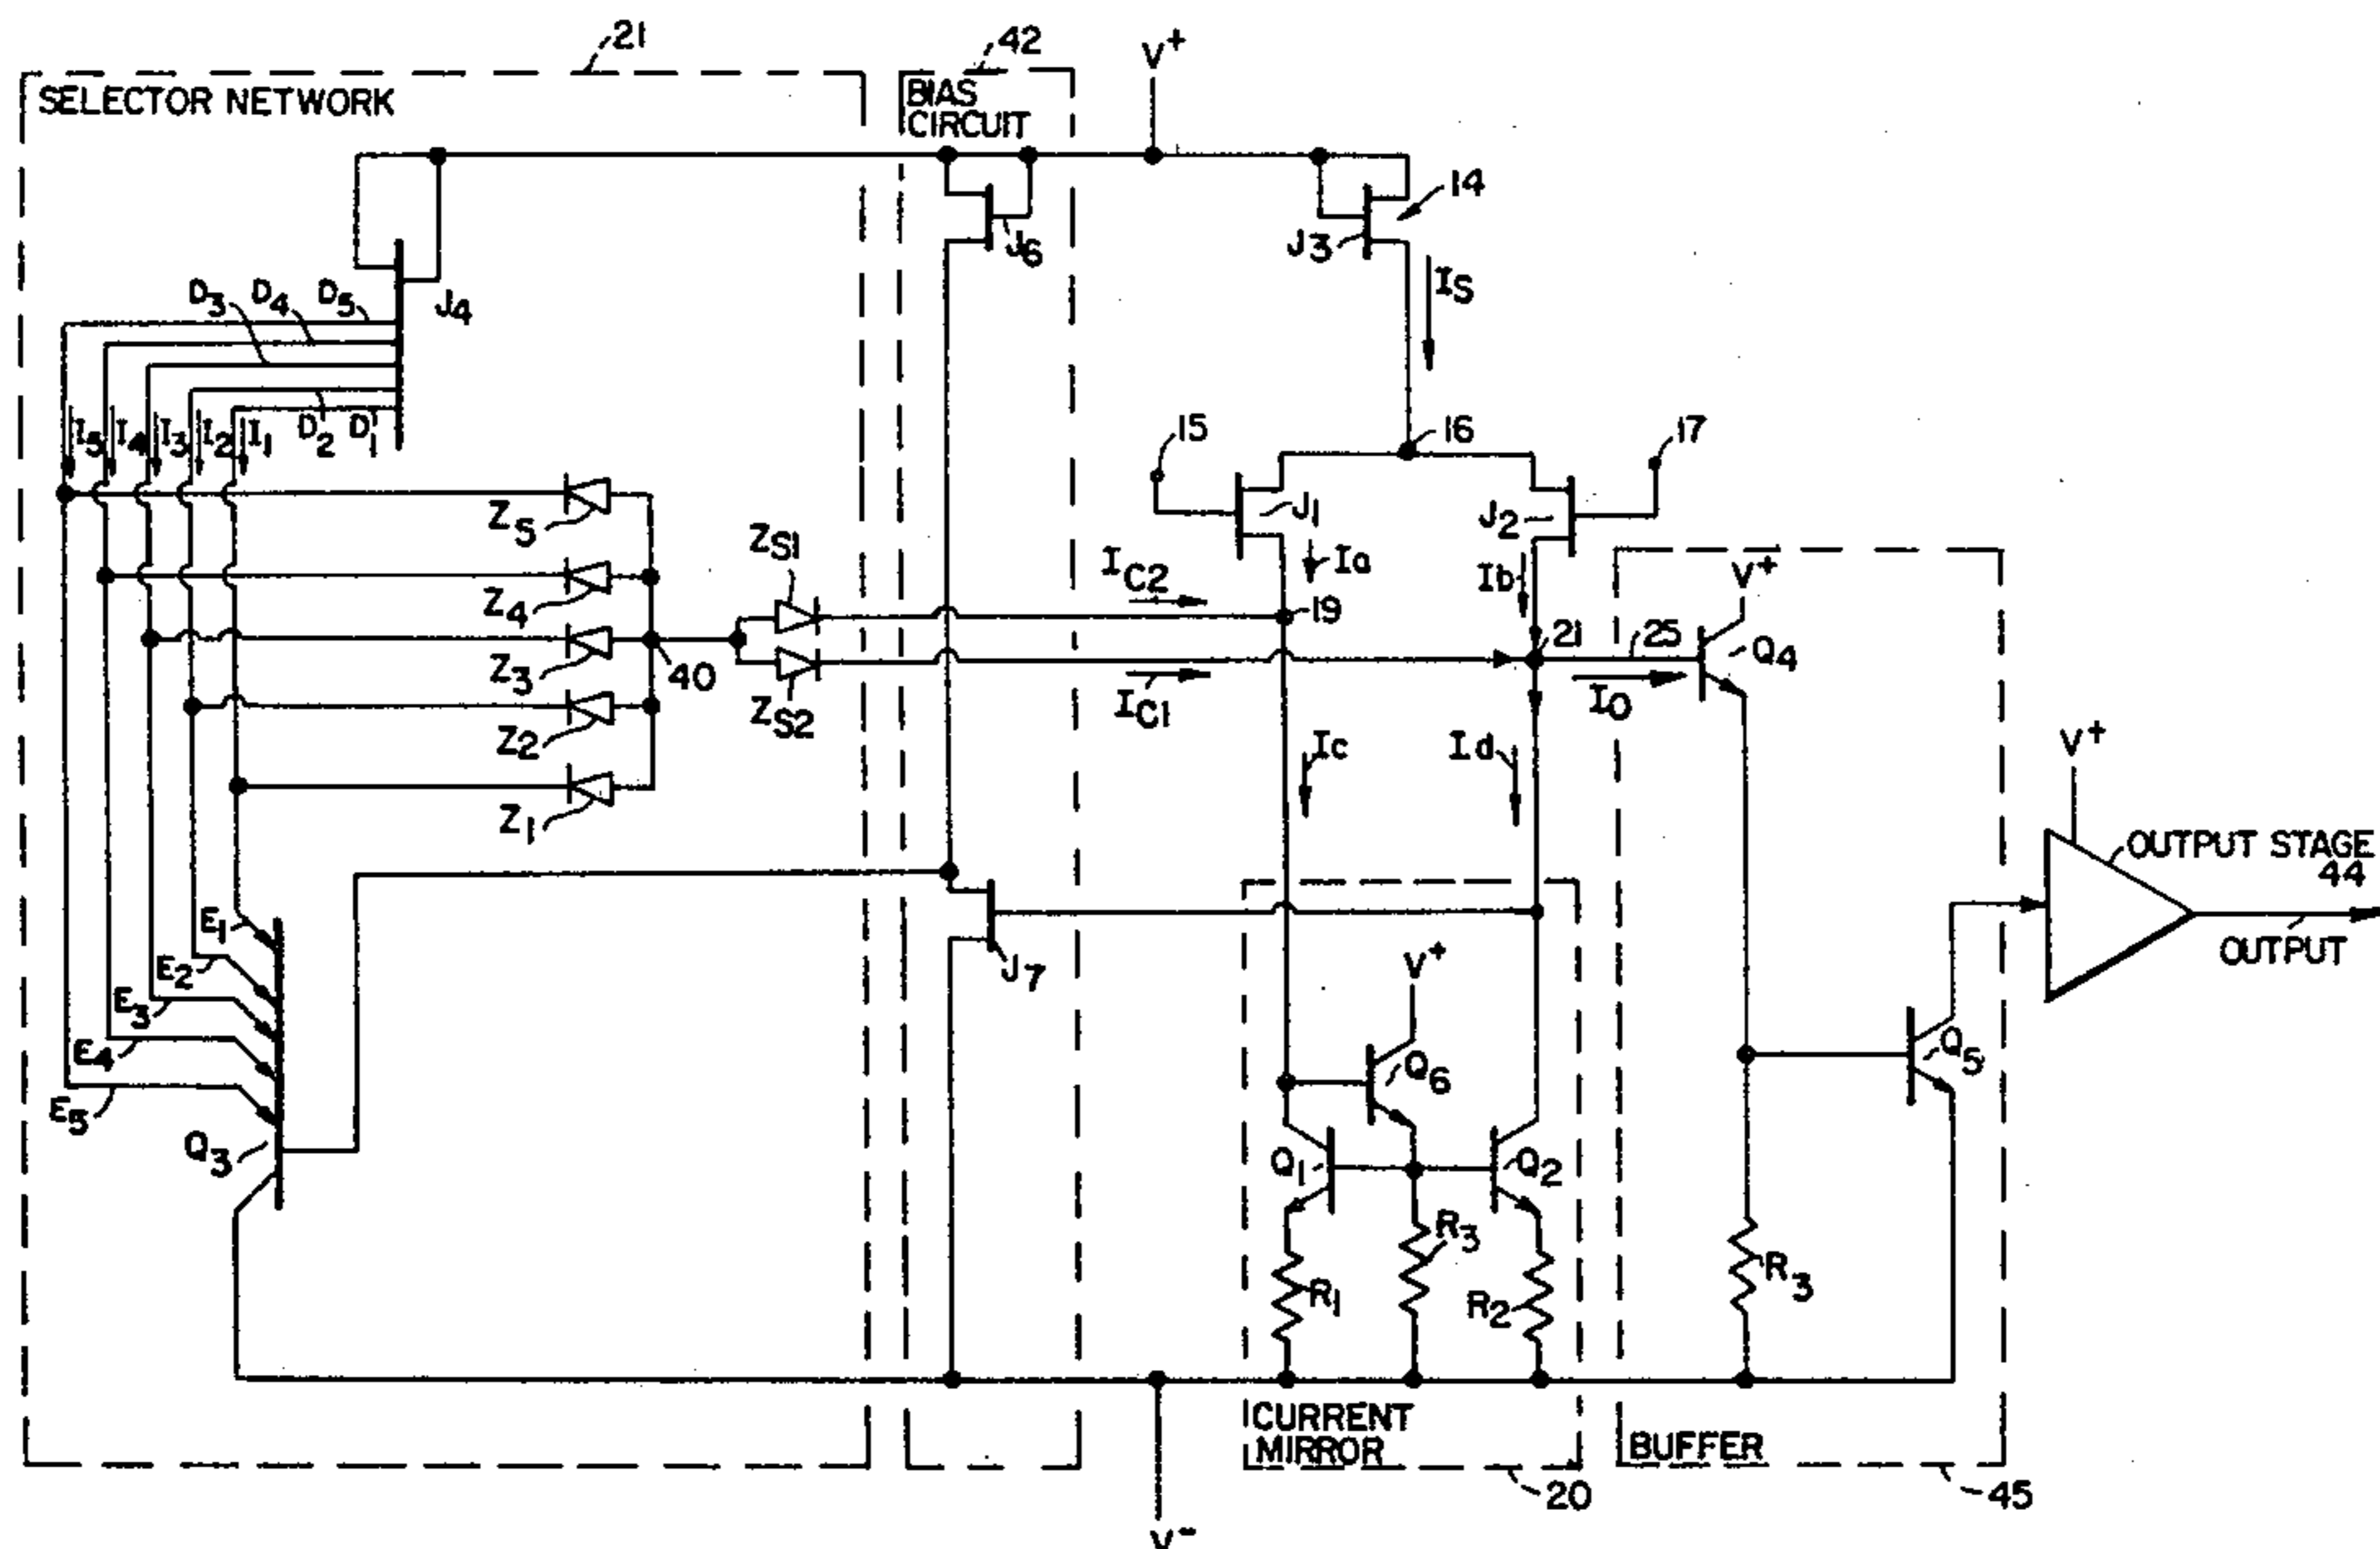 21
42
V+
SELECTOR NETWORK
BIAS
CIRCUIT
14
J6
J3
IS
D3 D4 D5
J4
I5 I4 I3 I2 I1
D2 D1
15
16
17
J1
J2
Z5
ZS1
IC2
Ia
Ib
V+
Z4
19
21
25
Q4
Z3
40
ZS2
IC1
IO
Z2
Ic
Id
V+
Z1
OUTPUT STAGE
44
E1
OUTPUT
E2
J7
V+
E3
E4
Q6
Q5
E5
Q3
Q1
Q2
R3
R1
R2
R3
CURRENT
MIRROR
BUFFER
20
45
V-